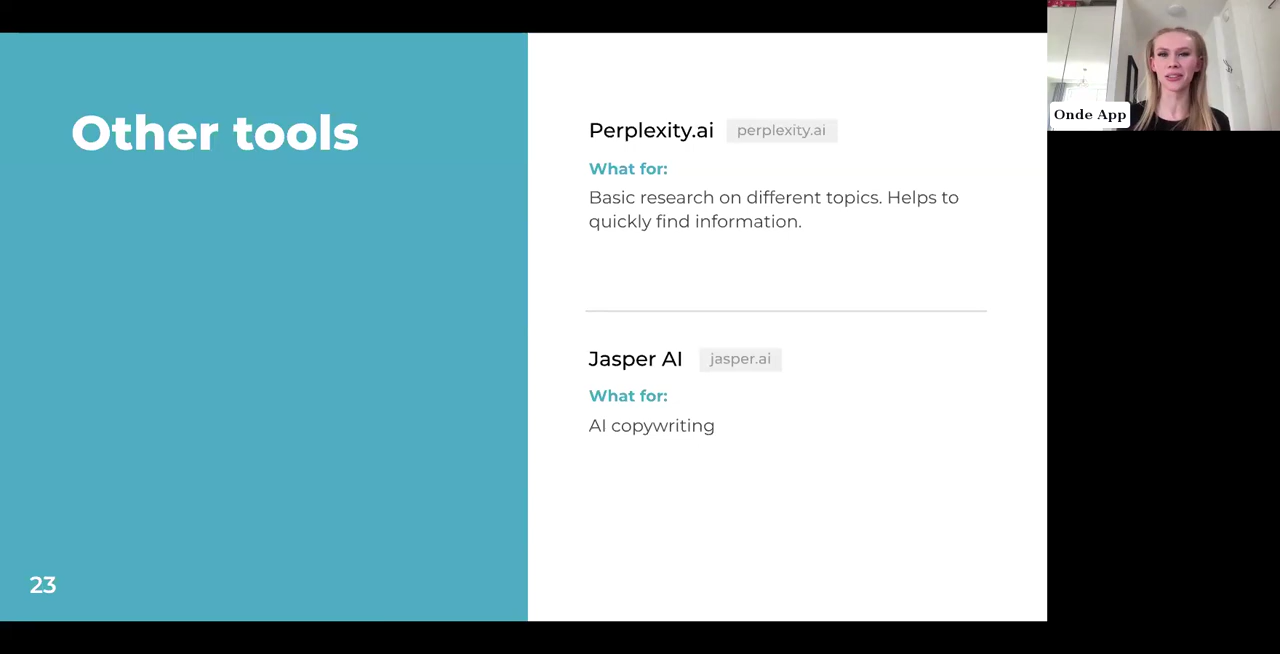 Other tools
Perplexity.ai perplexity.ai
What for:
Basic research on different topics. Helps to
quickly find information.
Jasper AI jasper.ai
What for:
AI copywriting
23
Onde App